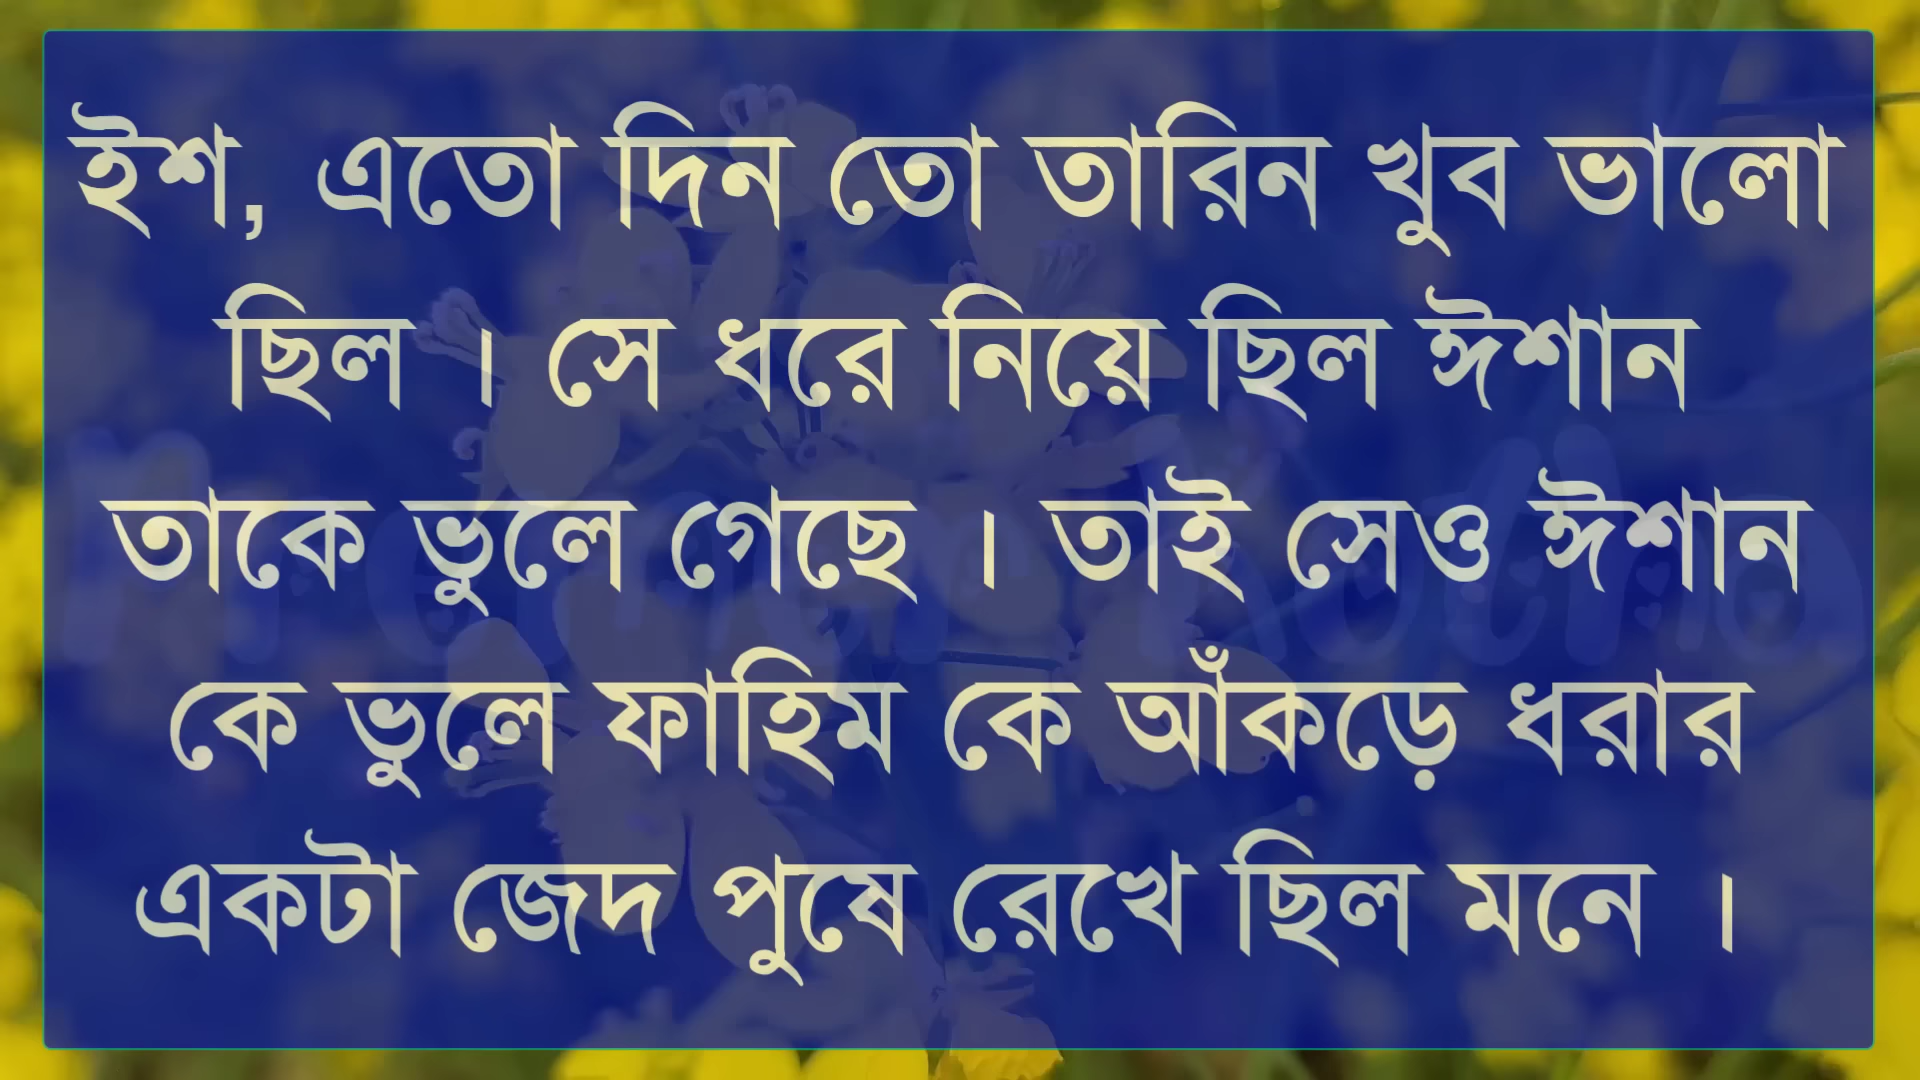 ইশ, এতো দিন তো তারিন খুব ভালো
ছিল । সে ধরে নিয়ে ছিল ঈশান
তাকে ভুলে গেছে । তাই সেও ঈশান
কে ভুলে ফাহিম কে আঁকড়ে ধরার
একটা জেদ পুষে রেখে ছিল মনে ।